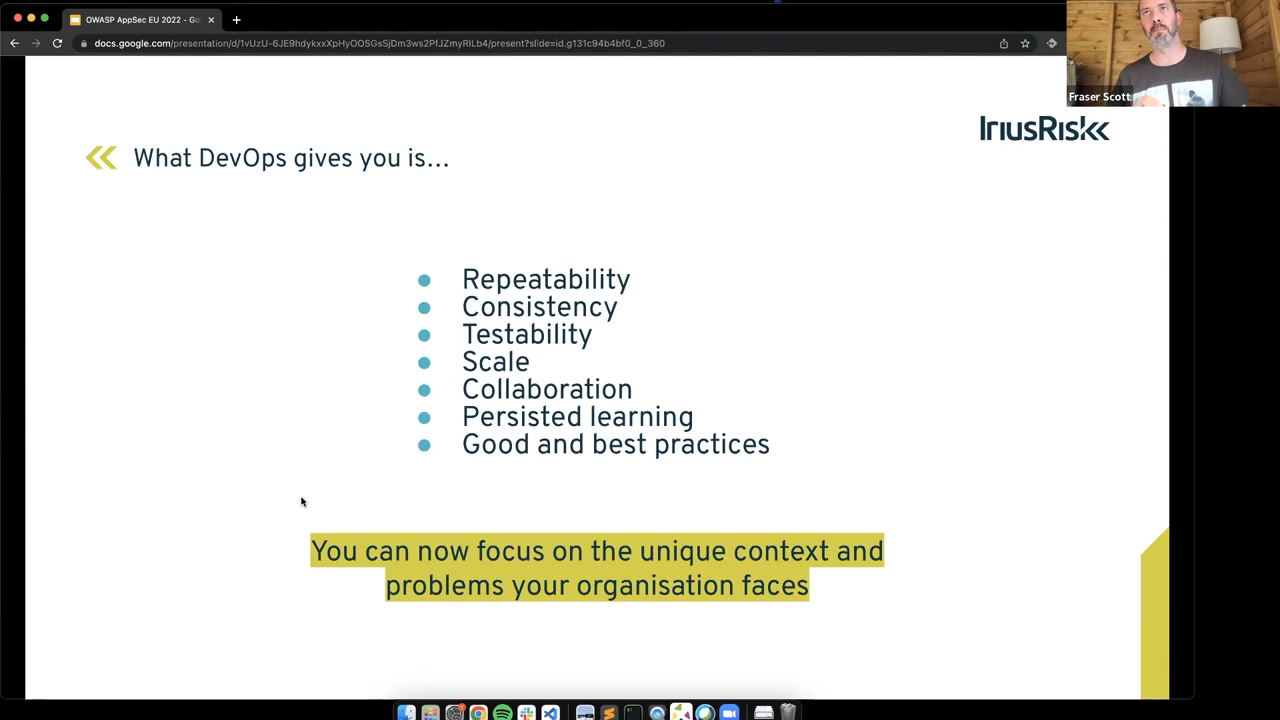 OWASP AppSec EU 2022 - Go
docs.google.com/presentation/d/1vUzU-6JE9hdykxxXpHyOOSGsSjDm3ws2PfJZmyRILb4/present?slide=id.g131c94b4bf0_0_360
Fraser Scott
IriusRisk
What DevOps gives you is...
● Repeatability
● Consistency
● Testability
● Scale
● Collaboration
● Persisted learning
● Good and best practices
You can now focus on the unique context and
problems your organisation faces